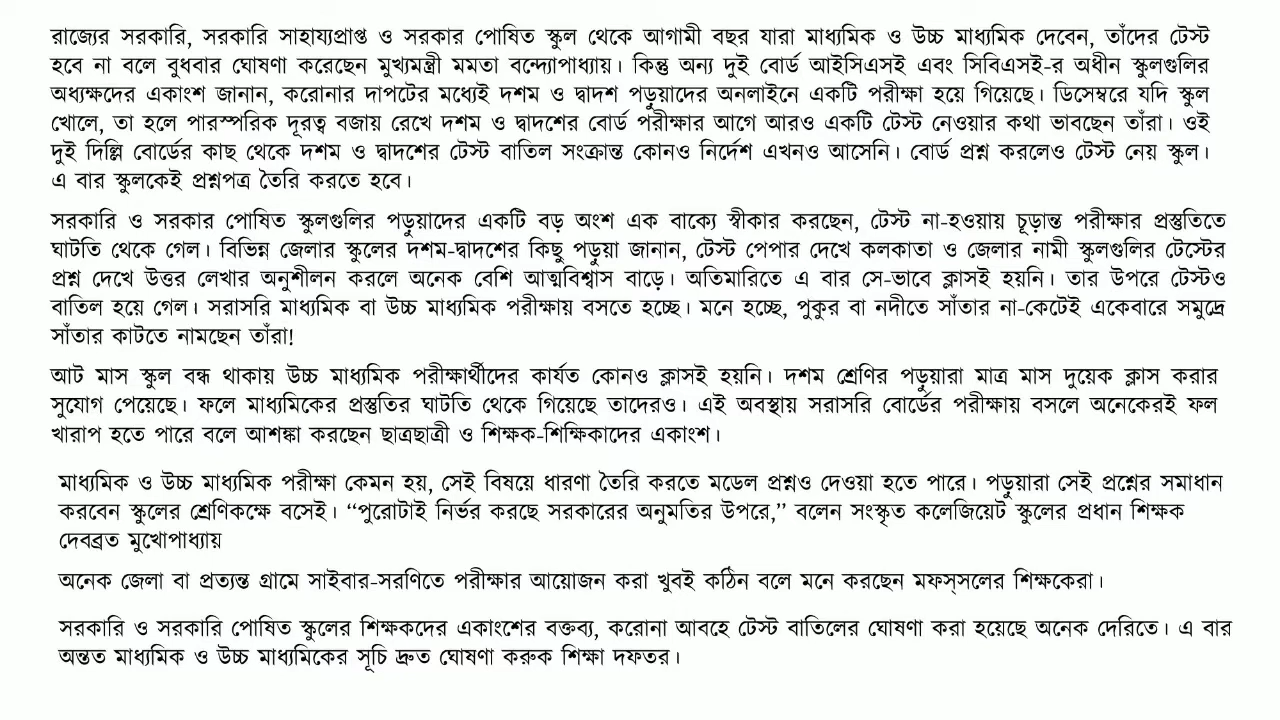 রাজ্যের সরকারি, সরকারি সাহায্যপ্রাপ্ত ও সরকার পোষিত স্কুল থেকে আগামী বছর যারা মাধ্যমিক ও উচ্চ মাধ্যমিক দেবেন, তাঁদের টেস্ট
হবে না বলে বুধবার ঘোষণা করেছেন মুখ্যমন্ত্রী মমতা বন্দ্যোপাধ্যায়। কিন্তু অন্য দুই বোর্ড আইসিএসই এবং সিবিএসই-র অধীন স্কুলগুলির
অধ্যক্ষদের একাংশ জানান, করোনার দাপটের মধ্যেই দশম ও দ্বাদশ পড়ুয়াদের অনলাইনে একটি পরীক্ষা হয়ে গিয়েছে। ডিসেম্বরে যদি স্কুল
খোলে, তা হলে পারস্পরিক দূরত্ব বজায় রেখে দশম ও দ্বাদশের বোর্ড পরীক্ষার আগে আরও একটি টেস্ট নেওয়ার কথা ভাবছেন তাঁরা। ওই
দুই দিল্লি বোর্ডের কাছ থেকে দশম ও দ্বাদশের টেস্ট বাতিল সংক্রান্ত কোনও নির্দেশ এখনও আসেনি। বোর্ড প্রশ্ন করলেও টেস্ট নেয় স্কুল।
এ বার স্কুলকেই প্রশ্নপত্র তৈরি করতে হবে।
সরকারি ও সরকার পোষিত স্কুলগুলির পড়ুয়াদের একটি বড় অংশ এক বাক্যে স্বীকার করছেন, টেস্ট না-হওয়ায় চূড়ান্ত পরীক্ষার প্রস্তুতিতে
ঘাটতি থেকে গেল। বিভিন্ন জেলার স্কুলের দশম-দ্বাদশের কিছু পড়ুয়া জানান, টেস্ট পেপার দেখে কলকাতা ও জেলার নামী স্কুলগুলির টেস্টের
প্রশ্ন দেখে উত্তর লেখার অনুশীলন করলে অনেক বেশি আত্মবিশ্বাস বাড়ে। অতিমারিতে এ বার সে-ভাবে ক্লাসই হয়নি। তার উপরে টেস্টও
বাতিল হয়ে গেল। সরাসরি মাধ্যমিক বা উচ্চ মাধ্যমিক পরীক্ষায় বসতে হচ্ছে। মনে হচ্ছে, পুকুর বা নদীতে সাঁতার না-কেটেই একেবারে সমুদ্রে
সাঁতার কাটতে নামছেন তাঁরা!
আট মাস স্কুল বন্ধ থাকায় উচ্চ মাধ্যমিক পরীক্ষার্থীদের কার্যত কোনও ক্লাসই হয়নি। দশম শ্রেণির পড়ুয়ারা মাত্র মাস দুয়েক ক্লাস করার
সুযোগ পেয়েছে। ফলে মাধ্যমিকের প্রস্তুতির ঘাটতি থেকে গিয়েছে তাদেরও। এই অবস্থায় সরাসরি বোর্ডের পরীক্ষায় বসলে অনেকেরই ফল
খারাপ হতে পারে বলে আশঙ্কা করছেন ছাত্রছাত্রী ও শিক্ষক-শিক্ষিকাদের একাংশ।
মাধ্যমিক ও উচ্চ মাধ্যমিক পরীক্ষা কেমন হয়, সেই বিষয়ে ধারণা তৈরি করতে মডেল প্রশ্নও দেওয়া হতে পারে। পড়ুয়ারা সেই প্রশ্নের সমাধান
করবেন স্কুলের শ্রেণিকক্ষে বসেই। ‘‘পুরোটাই নির্ভর করছে সরকারের অনুমতির উপরে,’’ বলেন সংস্কৃত কলেজিয়েট স্কুলের প্রধান শিক্ষক
দেবব্রত মুখোপাধ্যায়
অনেক জেলা বা প্রত্যন্ত গ্রামে সাইবার-সরণিতে পরীক্ষার আয়োজন করা খুবই কঠিন বলে মনে করছেন মফস্সলের শিক্ষকেরা।
সরকারি ও সরকারি পোষিত স্কুলের শিক্ষকদের একাংশের বক্তব্য, করোনা আবহে টেস্ট বাতিলের ঘোষণা করা হয়েছে অনেক দেরিতে। এ বার
অন্তত মাধ্যমিক ও উচ্চ মাধ্যমিকের সূচি দ্রুত ঘোষণা করুক শিক্ষা দফতর।